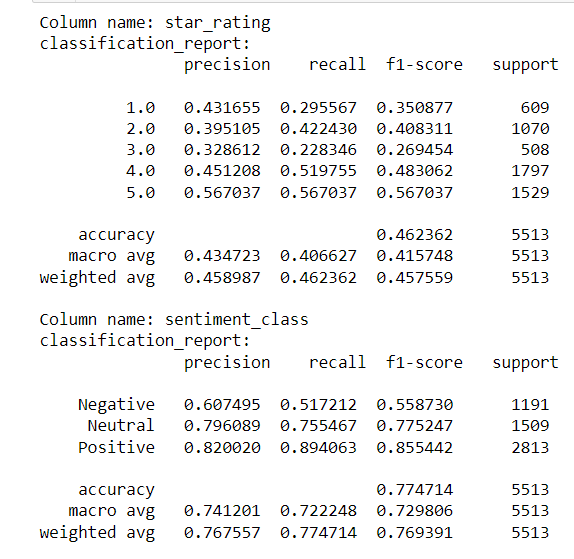 Column name: star_rating
classification_report:
precision recall f1-score support
1.0 0.431655 0.295567 0.350877 609
2.0 0.395105 0.422430 0.408311 1070
3.0 0.328612 0.228346 0.269454 508
4.0 0.451208 0.519755 0.483062 1797
5.0 0.567037 0.567037 0.567037 1529
accuracy 0.462362 5513
macro avg 0.434723 0.406627 0.415748 5513
weighted avg 0.458987 0.462362 0.457559 5513
Column name: sentiment_class
classification_report:
precision recall f1-score support
Negative 0.607495 0.517212 0.558730 1191
Neutral 0.796089 0.755467 0.775247 1509
Positive 0.820020 0.894063 0.855442 2813
accuracy 0.774714 5513
macro avg 0.741201 0.722248 0.729806 5513
weighted avg 0.767557 0.774714 0.769391 5513